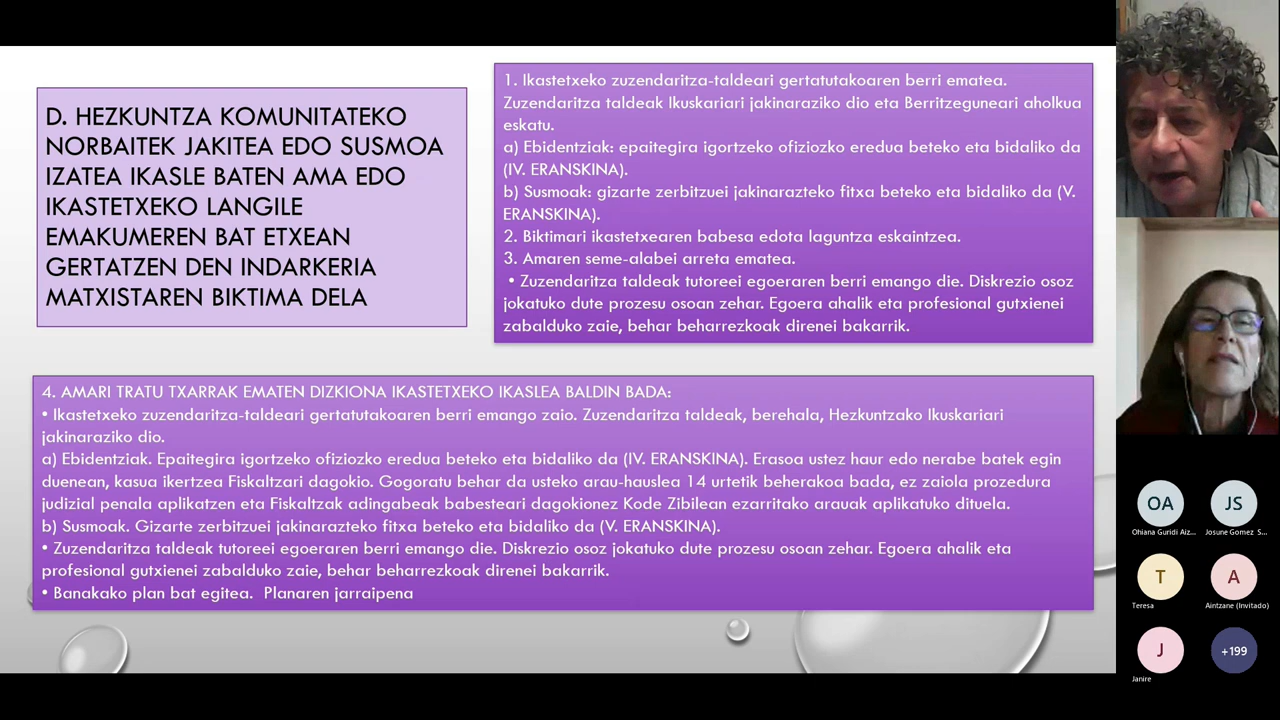 D. HEZKUNTZA KOMUNITATEKO
NORBAITEK JAKITEA EDO SUSMOA
IZATEA IKASLE BATEN AMA EDO
IKASTETXEKO LANGILE
EMAKUMEREN BAT ETXEAN
GERTATZEN DEN INDARKERIA
MATXISTAREN BIKTIMA DELA
1. Ikastetxeko zuzendaritza-taldeari gertatutakoaren berri ematea.
Zuzendaritza taldeak Ikuskariari jakinaraziko dio eta Berritzeguneari aholkua
eskatu.
a) Ebidentziak: epaitegira igortzeko ofiziozko eredua beteko eta bidaliko da
(IV. ERANSKINA).
b) Susmoak: gizarte zerbitzuei jakinarazteko fitxa beteko eta bidaliko da (V.
ERANSKINA).
2. Biktimari ikastetxearen babesa edota laguntza eskaintzea.
3. Amaren seme-alabei arreta ematea.
• Zuzendaritza taldeak tutoreei egoeraren berri emango die. Diskrezio osoz
jokatuko dute prozesu osoan zehar. Egoera ahalik eta profesional gutxienei
zabalduko zaie, behar beharrezkoak direnei bakarrik.
4. AMARI TRATU TXARRAK EMATEN DIZKIONA IKASTETXEKO IKASLEA BALDIN BADA:
• Ikastetxeko zuzendaritza-taldeari gertatutakoaren berri emango zaio. Zuzendaritza taldeak, berehala, Hezkuntzako Ikuskariari
jakinaraziko dio.
a) Ebidentziak. Epaitegira igortzeko ofiziozko eredua beteko eta bidaliko da (IV. ERANSKINA). Erasoa ustez haur edo nerabe batek egin
duenean, kasua ikertzea Fiskaltzari dagokio. Gogoratu behar da usteko arau-hauslea 14 urtetik beherakoa bada, ez zaiola prozedura
judizial penala aplikatzen eta Fiskaltzak adingabeak babesteari dagokionez Kode Zibilean ezarritako arauak aplikatuko dituela.
b) Susmoak. Gizarte zerbitzuei jakinarazteko fitxa beteko eta bidaliko da (V. ERANSKINA).
• Zuzendaritza taldeak tutoreei egoeraren berri emango die. Diskrezio osoz jokatuko dute prozesu osoan zehar. Egoera ahalik eta
profesional gutxienei zabalduko zaie, behar beharrezkoak direnei bakarrik.
• Banakako plan bat egitea. Planaren jarraipena
OA
JS
Ohiana Guridi Aiz...
Josune Gomez S...
T
A
Teresa
Aintzane (Invitado)
J
+199
Janire